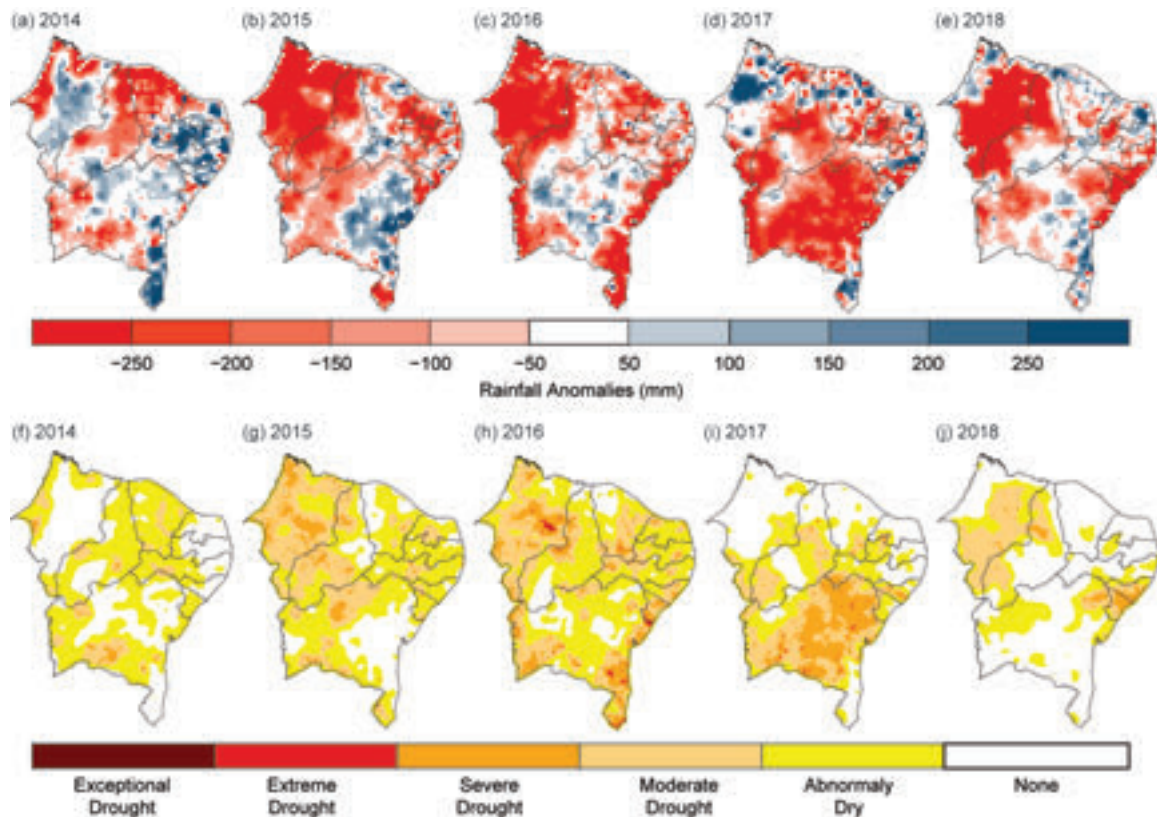 (a) 2014 (b) 2015 (c) 2016 (d) 2017 (e) 2018
−250 −200 −150 −100 −50 50 100 150 200 250
Rainfall Anomalies (mm)
(f) 2014 (g) 2015 (h) 2016 (i) 2017 (j) 2018
Exceptional Extreme Severe Moderate Abnormaly None
Drought Drought Drought Drought Dry